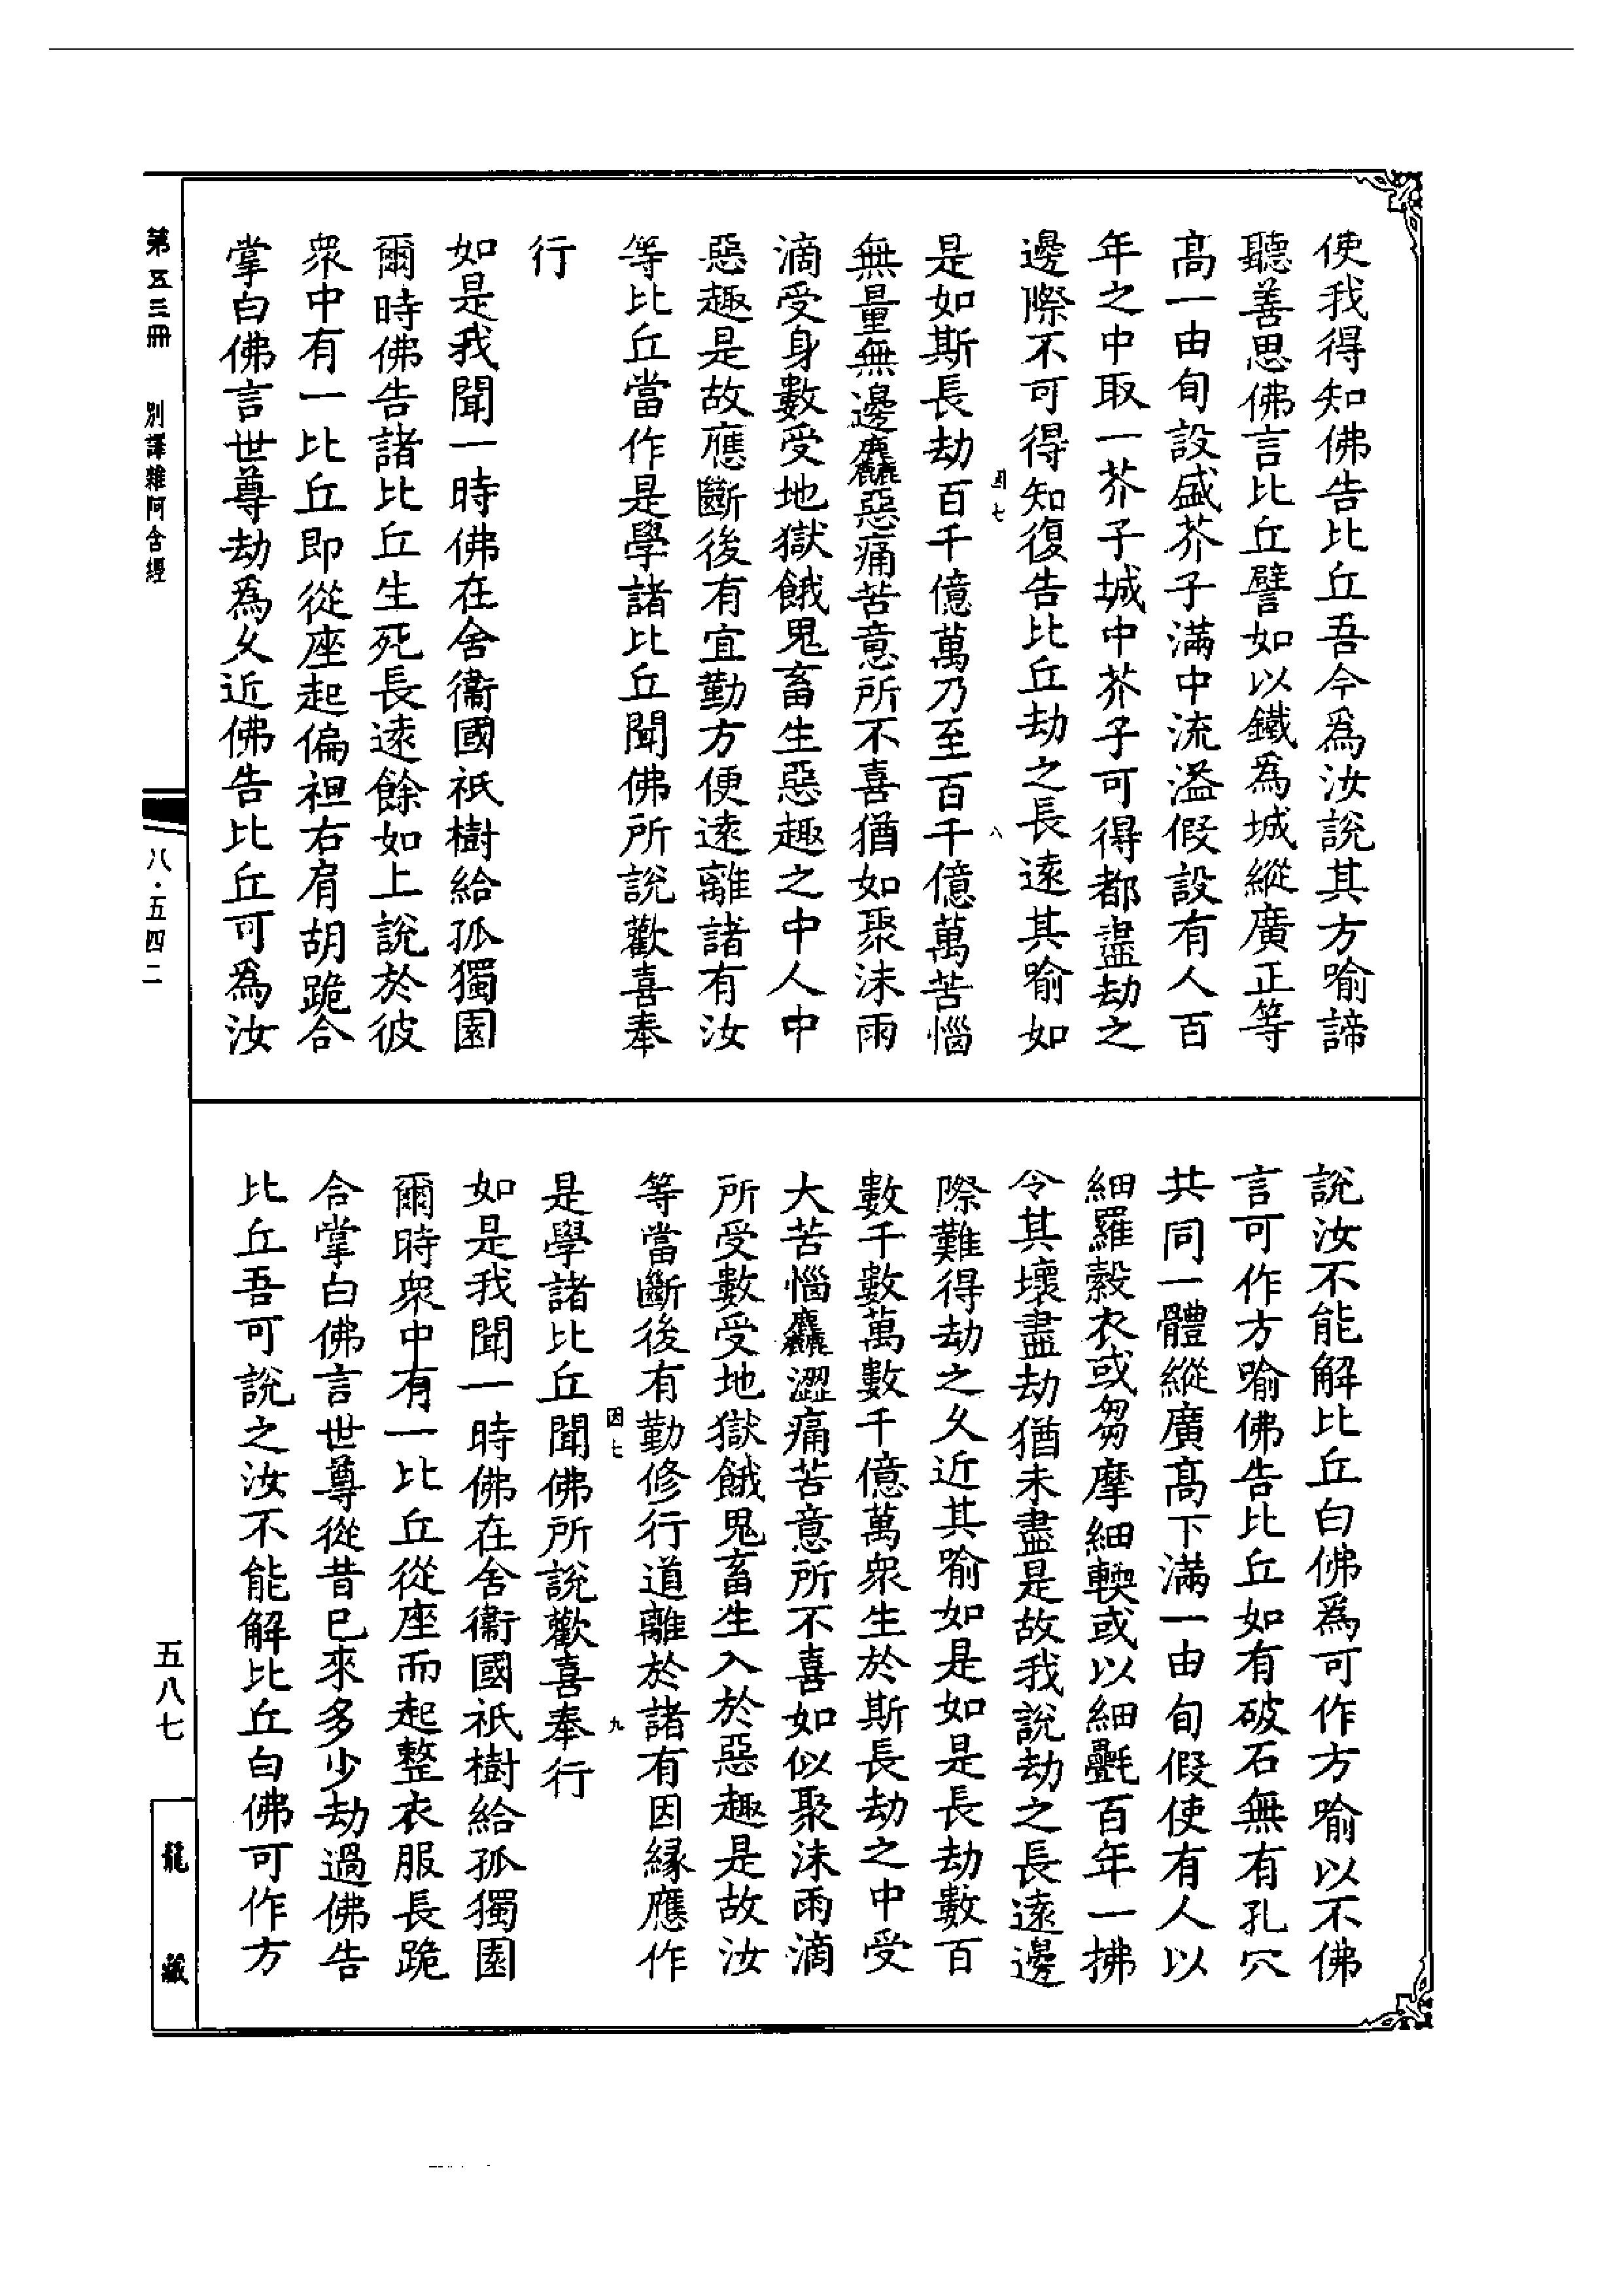 使我得知佛告比丘吾今爲汝說其方喻諦
聽善思佛言比丘譬如以鐵爲城縱廣正等
高一由旬設盛芥子滿中流溢假設有人百
年之中取一芥子城中芥子可得都盡劫之
邊際不可得知復告比丘劫之長遠其喻如
因七
八
是如斯長劫百千億萬乃至百千億萬苦惱
無量無邊麤惡痛苦意所不喜猶如聚沫雨
滴受身數受地獄餓鬼畜生惡趣之中人中
惡趣是故應斷後有宜勤方便遠離諸有汝
等比丘當作是學諸比丘聞佛所說歡喜奉
行
如是我聞一時佛在舍衞國祇樹給孤獨園
爾時佛告諸比丘生死長遠餘如上說於彼
衆中有一比丘即從座起偏袒右肩胡跪合
掌白佛言世尊劫爲久近佛告比丘可爲汝
說汝不能解比丘白佛爲可作方喻以不佛
言可作方喻佛告比丘如有破石無有孔穴
共同一體縱廣高下滿一由旬假使有人以
細羅縠衣或芻摩細輭或以細㲲百年一拂
令其壞盡劫猶未盡是故我說劫之長遠邊
際難得劫之久近其喻如是如是長劫數百
數千數萬數千億萬衆生於斯長劫之中受
大苦惱麤澀痛苦意所不喜如似聚沫雨滴
所受數受地獄餓鬼畜生入於惡趣是故汝
等當斷後有勤修行道離於諸有因緣應作
因七
九
是學諸比丘聞佛所說歡喜奉行
如是我聞一時佛在舍衞國祇樹給孤獨園
爾時衆中有一比丘從座而起整衣服長跪
合掌白佛言世尊從昔巳來多少劫過佛告
比丘吾可說之汝不能解比丘白佛可作方
第五三冊 別譯雜阿含經
八·五四二
五八七
龍藏